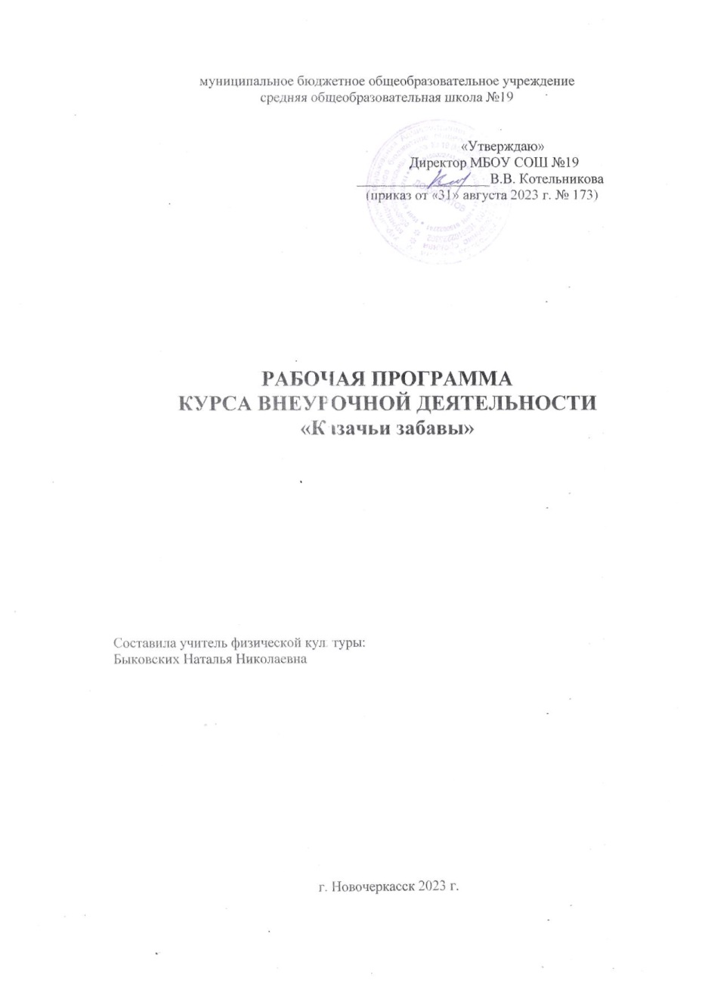 муниципальное бюджетное общеобразовательное учреждение
средняя общеобразовательная школа №19
«Утверждаю»
Директор МБОУ СОШ №19
В.В. Котельникова
(приказ от «31» августа 2023 г. № 173)
РАБОЧАЯ ПРОГРАММА
КУРСА ВНЕУРОЧНОЙ ДЕЯТЕЛЬНОСТИ
«Казачьи забавы»
Составила учитель физической культуры:
Быковских Наталья Николаевна
г. Новочеркасск 2023 г.